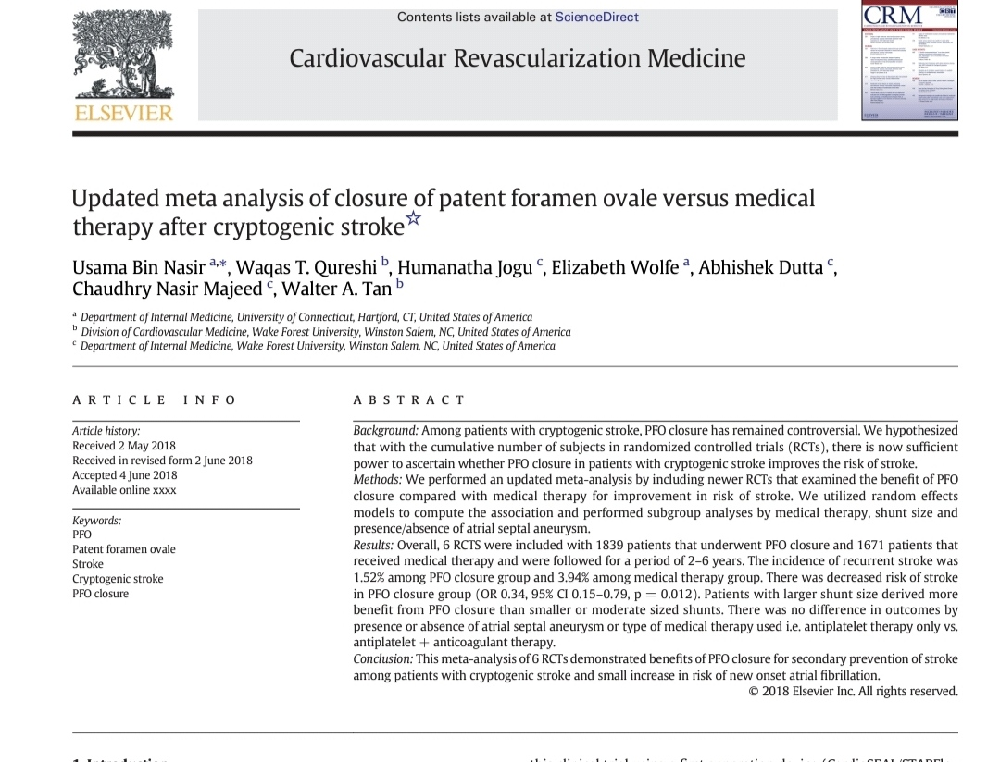 Contents lists available at ScienceDirect
CRM
Cardiovascular Revascularization Medicine
ELSEVIER
Updated meta analysis of closure of patent foramen ovale versus medical
therapy after cryptogenic stroke☆
Usama Bin Nasir a,*, Waqas T. Qureshi b, Humanatha Jogu c, Elizabeth Wolfe a, Abhishek Dutta c,
Chaudhry Nasir Majeed c, Walter A. Tan b
a Department of Internal Medicine, University of Connecticut, Hartford, CT, United States of America
b Division of Cardiovascular Medicine, Wake Forest University, Winston Salem, NC, United States of America
c Department of Internal Medicine, Wake Forest University, Winston Salem, NC, United States of America
ARTICLE INFO
Article history:
Received 2 May 2018
Received in revised form 2 June 2018
Accepted 4 June 2018
Available online xxxx
Keywords:
PFO
Patent foramen ovale
Stroke
Cryptogenic stroke
PFO closure
ABSTRACT
Background: Among patients with cryptogenic stroke, PFO closure has remained controversial. We hypothesized
that with the cumulative number of subjects in randomized controlled trials (RCTs), there is now sufficient
power to ascertain whether PFO closure in patients with cryptogenic stroke improves the risk of stroke.
Methods: We performed an updated meta-analysis by including newer RCTs that examined the benefit of PFO
closure compared with medical therapy for improvement in risk of stroke. We utilized random effects
models to compute the association and performed subgroup analyses by medical therapy, shunt size and
presence/absence of atrial septal aneurysm.
Results: Overall, 6 RCTS were included with 1839 patients that underwent PFO closure and 1671 patients that
received medical therapy and were followed for a period of 2–6 years. The incidence of recurrent stroke was
1.52% among PFO closure group and 3.94% among medical therapy group. There was decreased risk of stroke
in PFO closure group (OR 0.34, 95% CI 0.15–0.79, p = 0.012). Patients with larger shunt size derived more
benefit from PFO closure than smaller or moderate sized shunts. There was no difference in outcomes by
presence or absence of atrial septal aneurysm or type of medical therapy used i.e. antiplatelet therapy only vs.
antiplatelet + anticoagulant therapy.
Conclusion: This meta-analysis of 6 RCTs demonstrated benefits of PFO closure for secondary prevention of stroke
among patients with cryptogenic stroke and small increase in risk of new onset atrial fibrillation.
© 2018 Elsevier Inc. All rights reserved.
1. Introduction